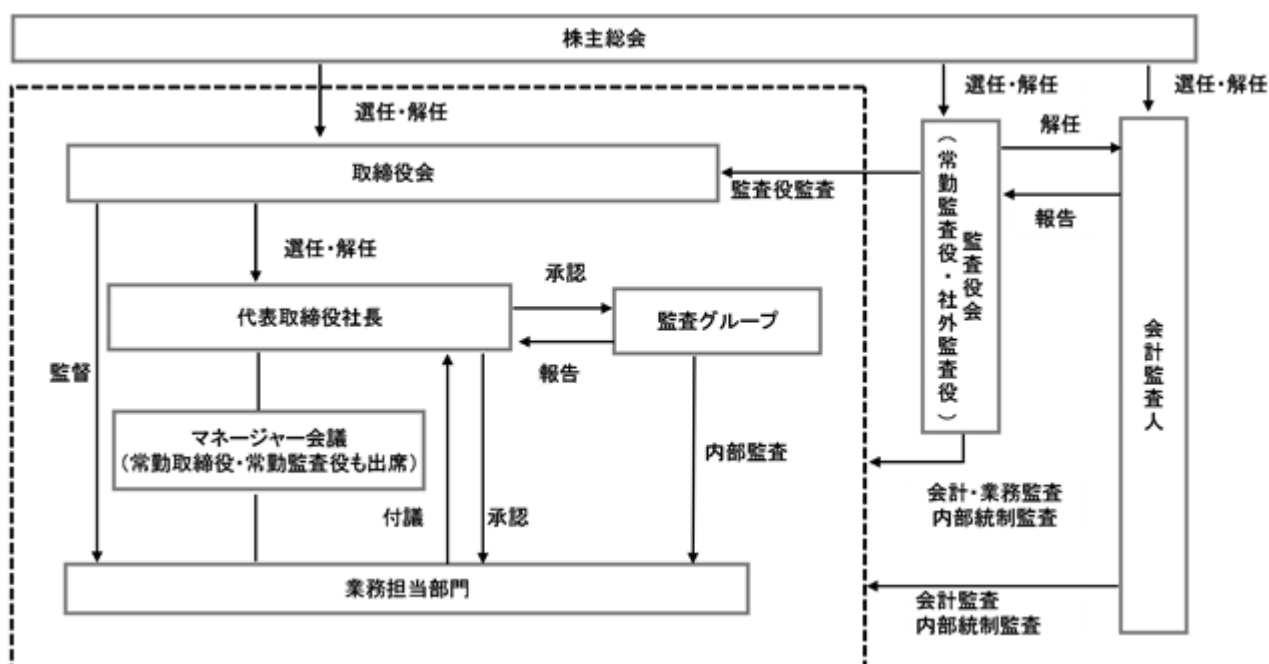 株主総会
選任・解任
選任・解任
選任・解任
取締役会
監査役監査
解任
報告
監査役会
（常勤監査役・社外監査役）
会計監査人
選任・解任
代表取締役社長
承認
報告
監査グループ
監督
マネージャー会議
（常勤取締役・常勤監査役も出席）
付議
承認
内部監査
会計・業務監査
内部統制監査
業務担当部門
会計監査
内部統制監査